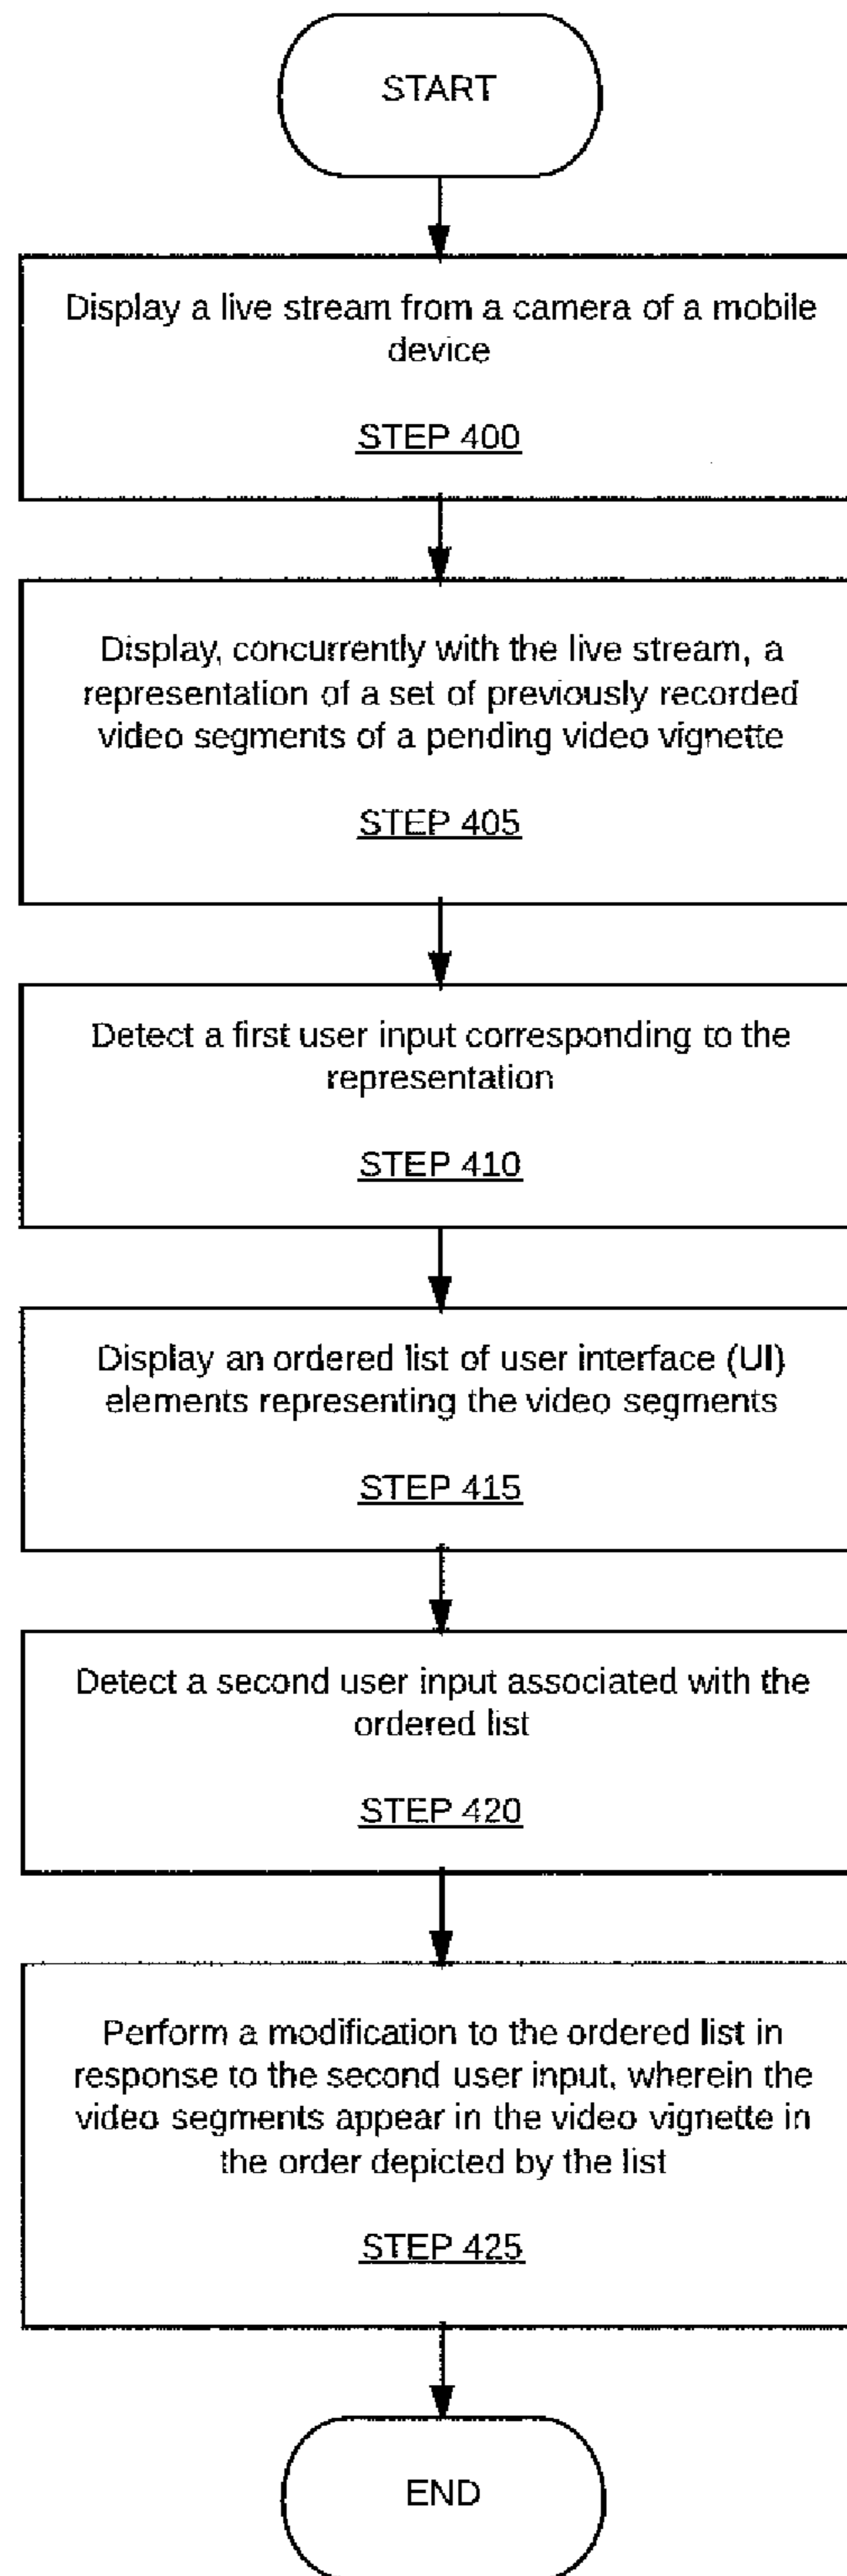 START
Display a live stream from a camera of a mobile
device
STEP 400
Display, concurrently with the live stream, a
representation of a set of previously recorded
video segments of a pending video vignette
STEP 405
Detect a first user input corresponding to the
representation
STEP 410
Display an ordered list of user interface (UI)
elements representing the video segments
STEP 415
Detect a second user input associated with the
ordered list
STEP 420
Perform a modification to the ordered list in
response to the second user input, wherein the
video segments appear in the video vignette in
the order depicted by the list
STEP 425
END